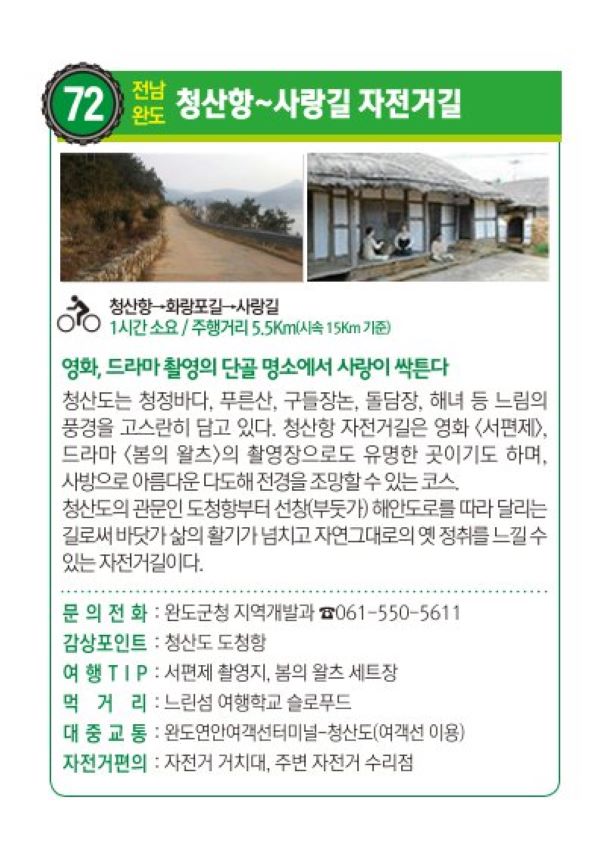 72 전남 완도 청산항~사랑길 자전거길
청산항→화랑포길→사랑길
1시간 소요 / 주행거리 5.5Km(시속 15Km 기준)
영화, 드라마 촬영의 단골 명소에서 사랑이 싹튼다
청산도는 청정바다, 푸른산, 구들장논, 돌담장, 해녀 등 느림의
풍경을 고스란히 담고 있다. 청산항 자전거길은 영화 〈서편제〉,
드라마 〈봄의 왈츠〉의 촬영장으로도 유명한 곳이기도 하며,
사방으로 아름다운 다도해 전경을 조망할 수 있는 코스.
청산도의 관문인 도청항부터 선창(부둣가) 해안도로를 따라 달리는
길로써 바닷가 삶의 활기가 넘치고 자연그대로의 옛 정취를 느낄 수
있는 자전거길이다.
문의전화 : 완도군청 지역개발과 ☎061-550-5611
감상포인트 : 청산도 도청항
여행TIP : 서편제 촬영지, 봄의 왈츠 세트장
먹거리 : 느린섬 여행학교 슬로푸드
대중교통 : 완도연안여객선터미널-청산도(여객선 이용)
자전거편의 : 자전거 거치대, 주변 자전거 수리점